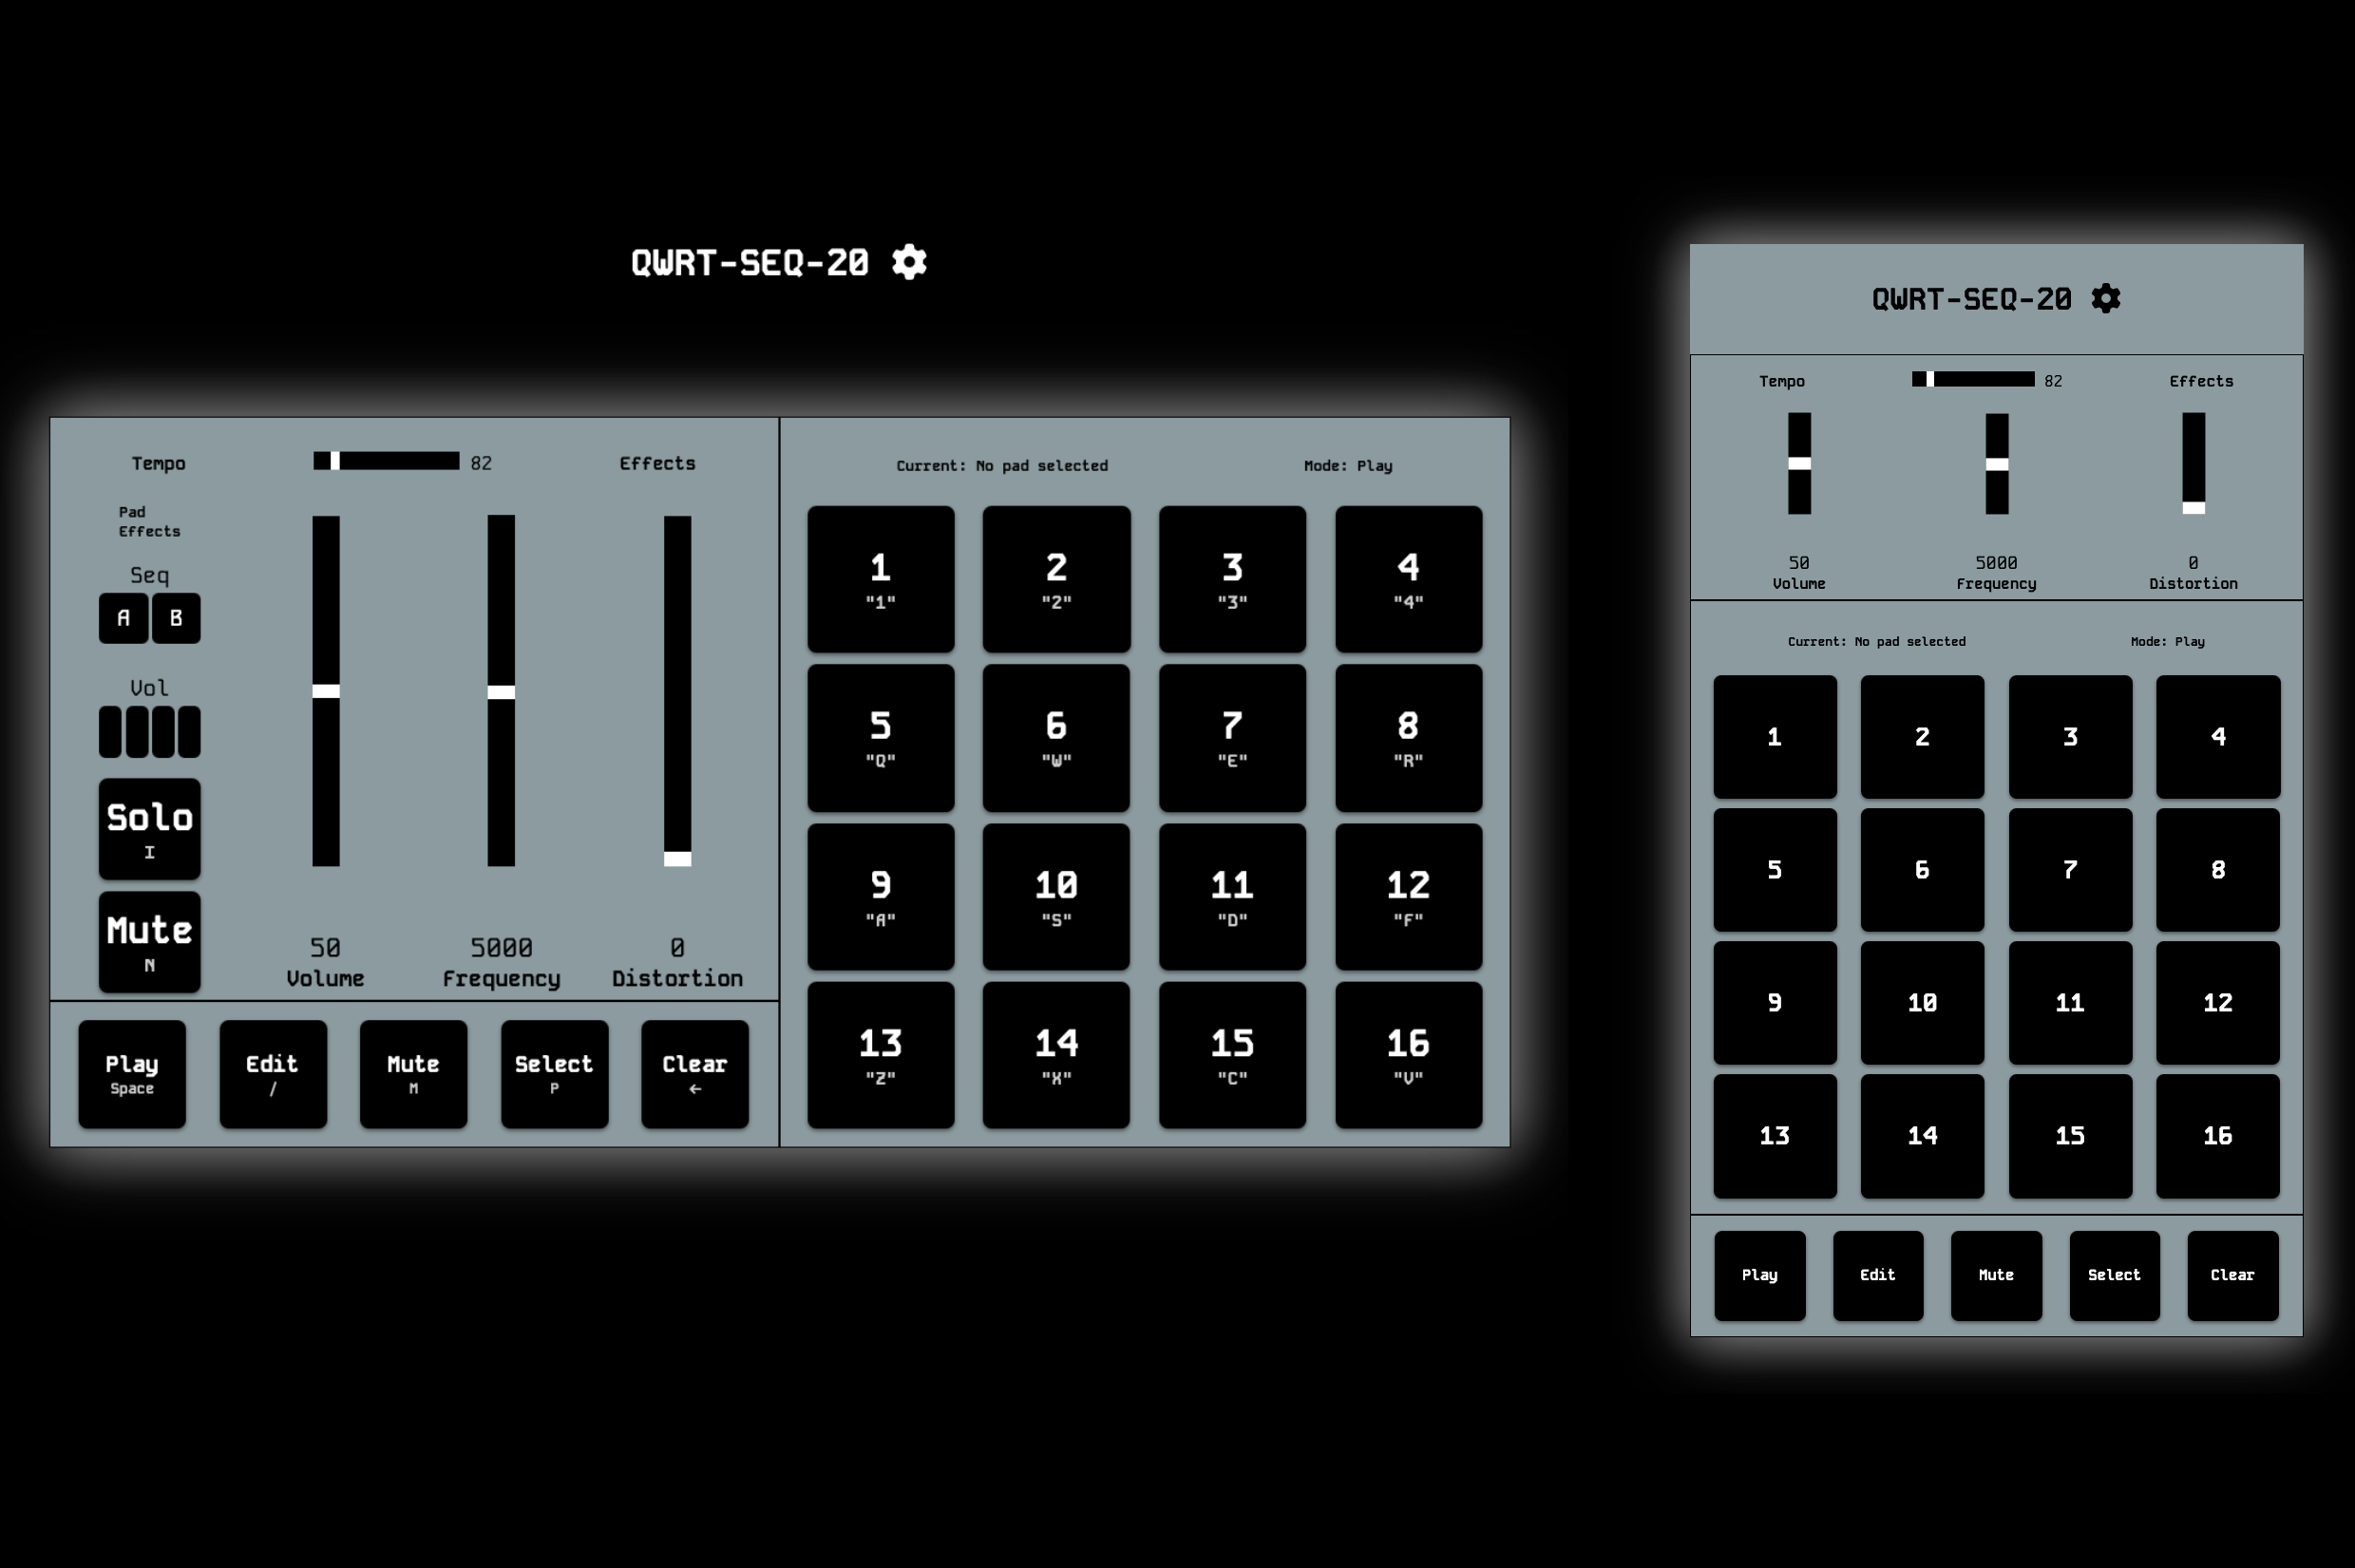 QWRT-SEQ-20
Tempo 82 Effects
Pad
Effects
Seq
A B
Vol
Solo
I
Mute
N
50 5000 0
Volume Frequency Distortion
Play Edit Mute Select Clear
Space / M P ←
Current: No pad selected Mode: Play
1 2 3 4
"1" "2" "3" "4"
5 6 7 8
"Q" "W" "E" "R"
9 10 11 12
"A" "S" "D" "F"
13 14 15 16
"Z" "X" "C" "V"
QWRT-SEQ-20
Tempo 82 Effects
50 5000 0
Volume Frequency Distortion
Current: No pad selected Mode: Play
1 2 3 4
5 6 7 8
9 10 11 12
13 14 15 16
Play Edit Mute Select Clear